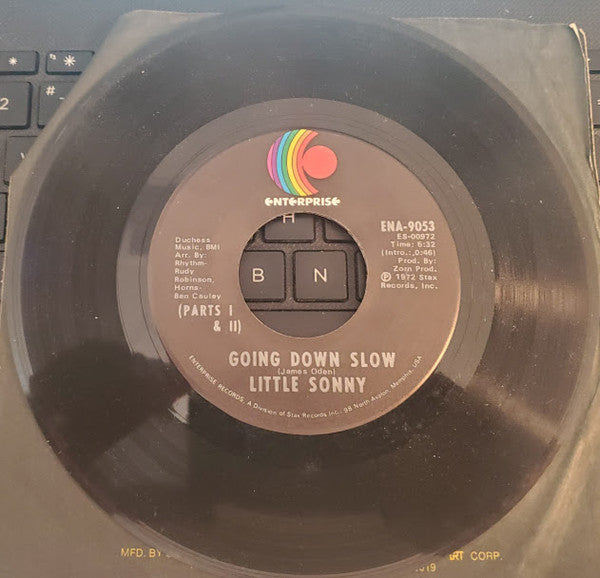 *
*
2
#
ENTERPRISE
H
B
N
ENA-9053
ES-00972
Time: 6:32
(Intro.:,0:46)
Prod. By:
Zorn Prod.
℗ 1972 Stax
Records, Inc.
Duchess
Music, BMI
Arr. By:
Rhythm-
Rudy
Robinson,
Horns-
Ben Cauley
(PARTS I
& II)
GOING DOWN SLOW
(James Oden)
LITTLE SONNY
ENTERPRISE RECORDS, A Division of Stax Records Inc., 98 North Avalon, Memphis, USA
MFD. BY
CORP.